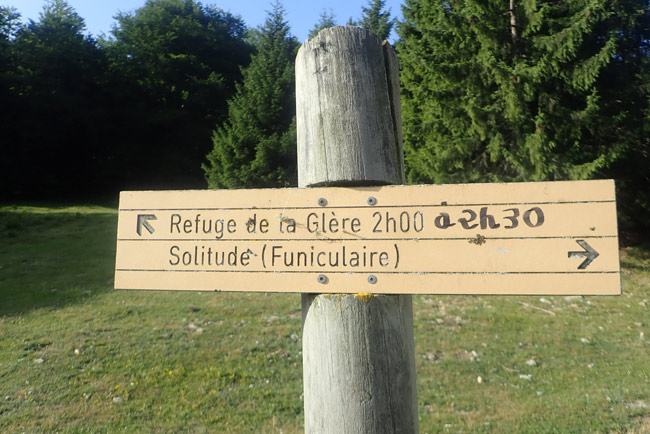 Refuge de la Glère 2h00 a 2h30
Solitude (Funiculaire)